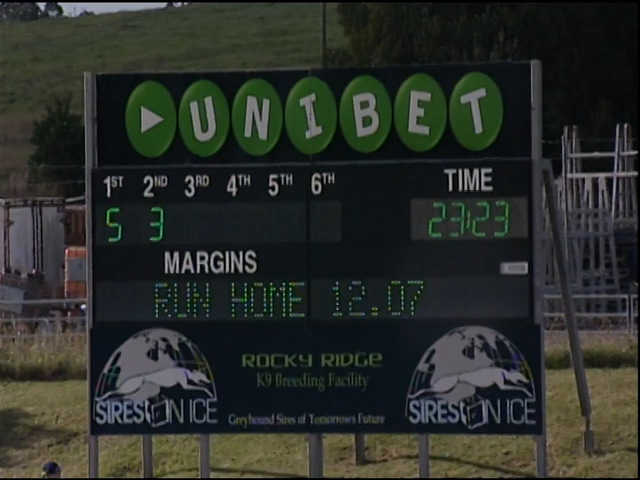 UNIBET
1ST 2ND 3RD 4TH 5TH 6TH TIME
5 3 23:23
MARGINS
RUN HOME 12.07
ROCKY RIDGE
K9 Breeding Facility
SIRES ON ICE
Greyhound Sires of Tomorrows Future
SIRES ON ICE